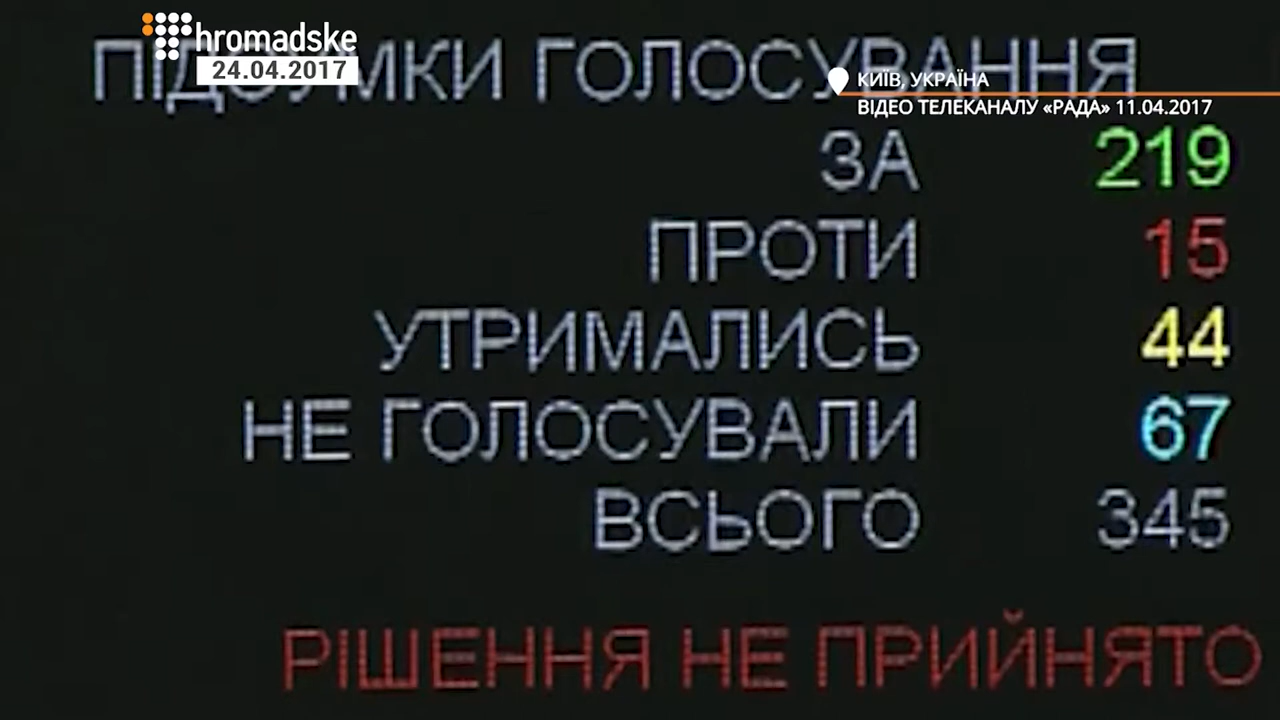 hromadske
24.04.2017
ПІДСУМКИ ГОЛОСУВАННЯ
КИЇВ, УКРАЇНА
ВІДЕО ТЕЛЕКАНАЛУ «РАДА» 11.04.2017
ЗА 219
ПРОТИ 15
УТРИМАЛИСЬ 44
НЕ ГОЛОСУВАЛИ 67
ВСЬОГО 345
РІШЕННЯ НЕ ПРИЙНЯТО